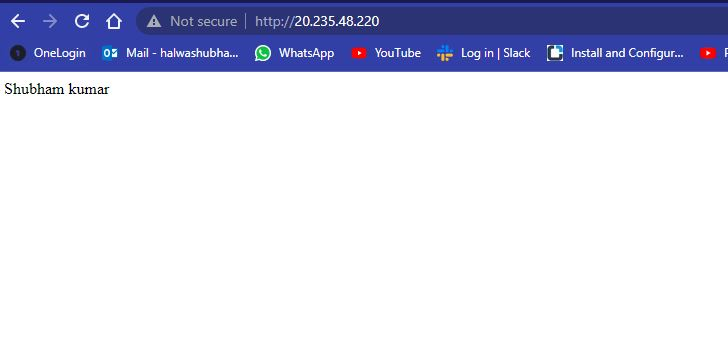 Not secure http://20.235.48.220
OneLogin Mail - halwashubha... WhatsApp YouTube Log in | Slack Install and Configur...
Shubham kumar